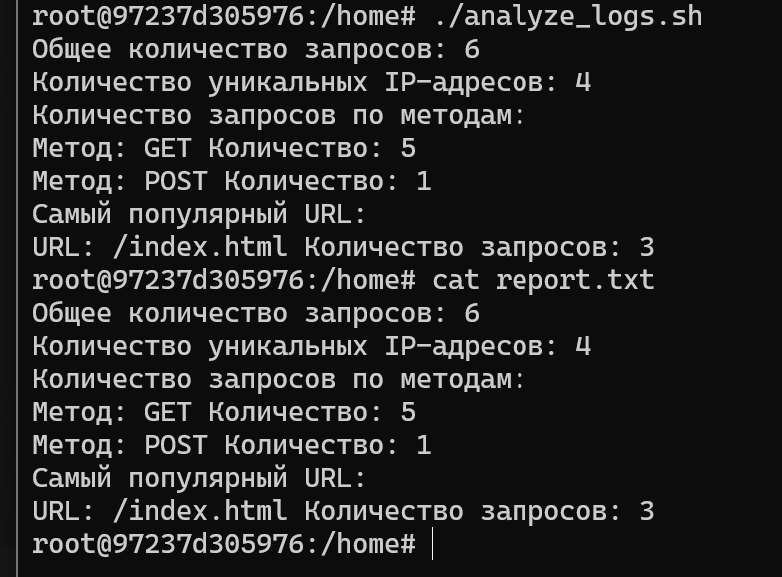 root@97237d305976:/home# ./analyze_logs.sh
Общее количество запросов: 6
Количество уникальных IP-адресов: 4
Количество запросов по методам:
Метод: GET Количество: 5
Метод: POST Количество: 1
Самый популярный URL:
URL: /index.html Количество запросов: 3
root@97237d305976:/home# cat report.txt
Общее количество запросов: 6
Количество уникальных IP-адресов: 4
Количество запросов по методам:
Метод: GET Количество: 5
Метод: POST Количество: 1
Самый популярный URL:
URL: /index.html Количество запросов: 3
root@97237d305976:/home#